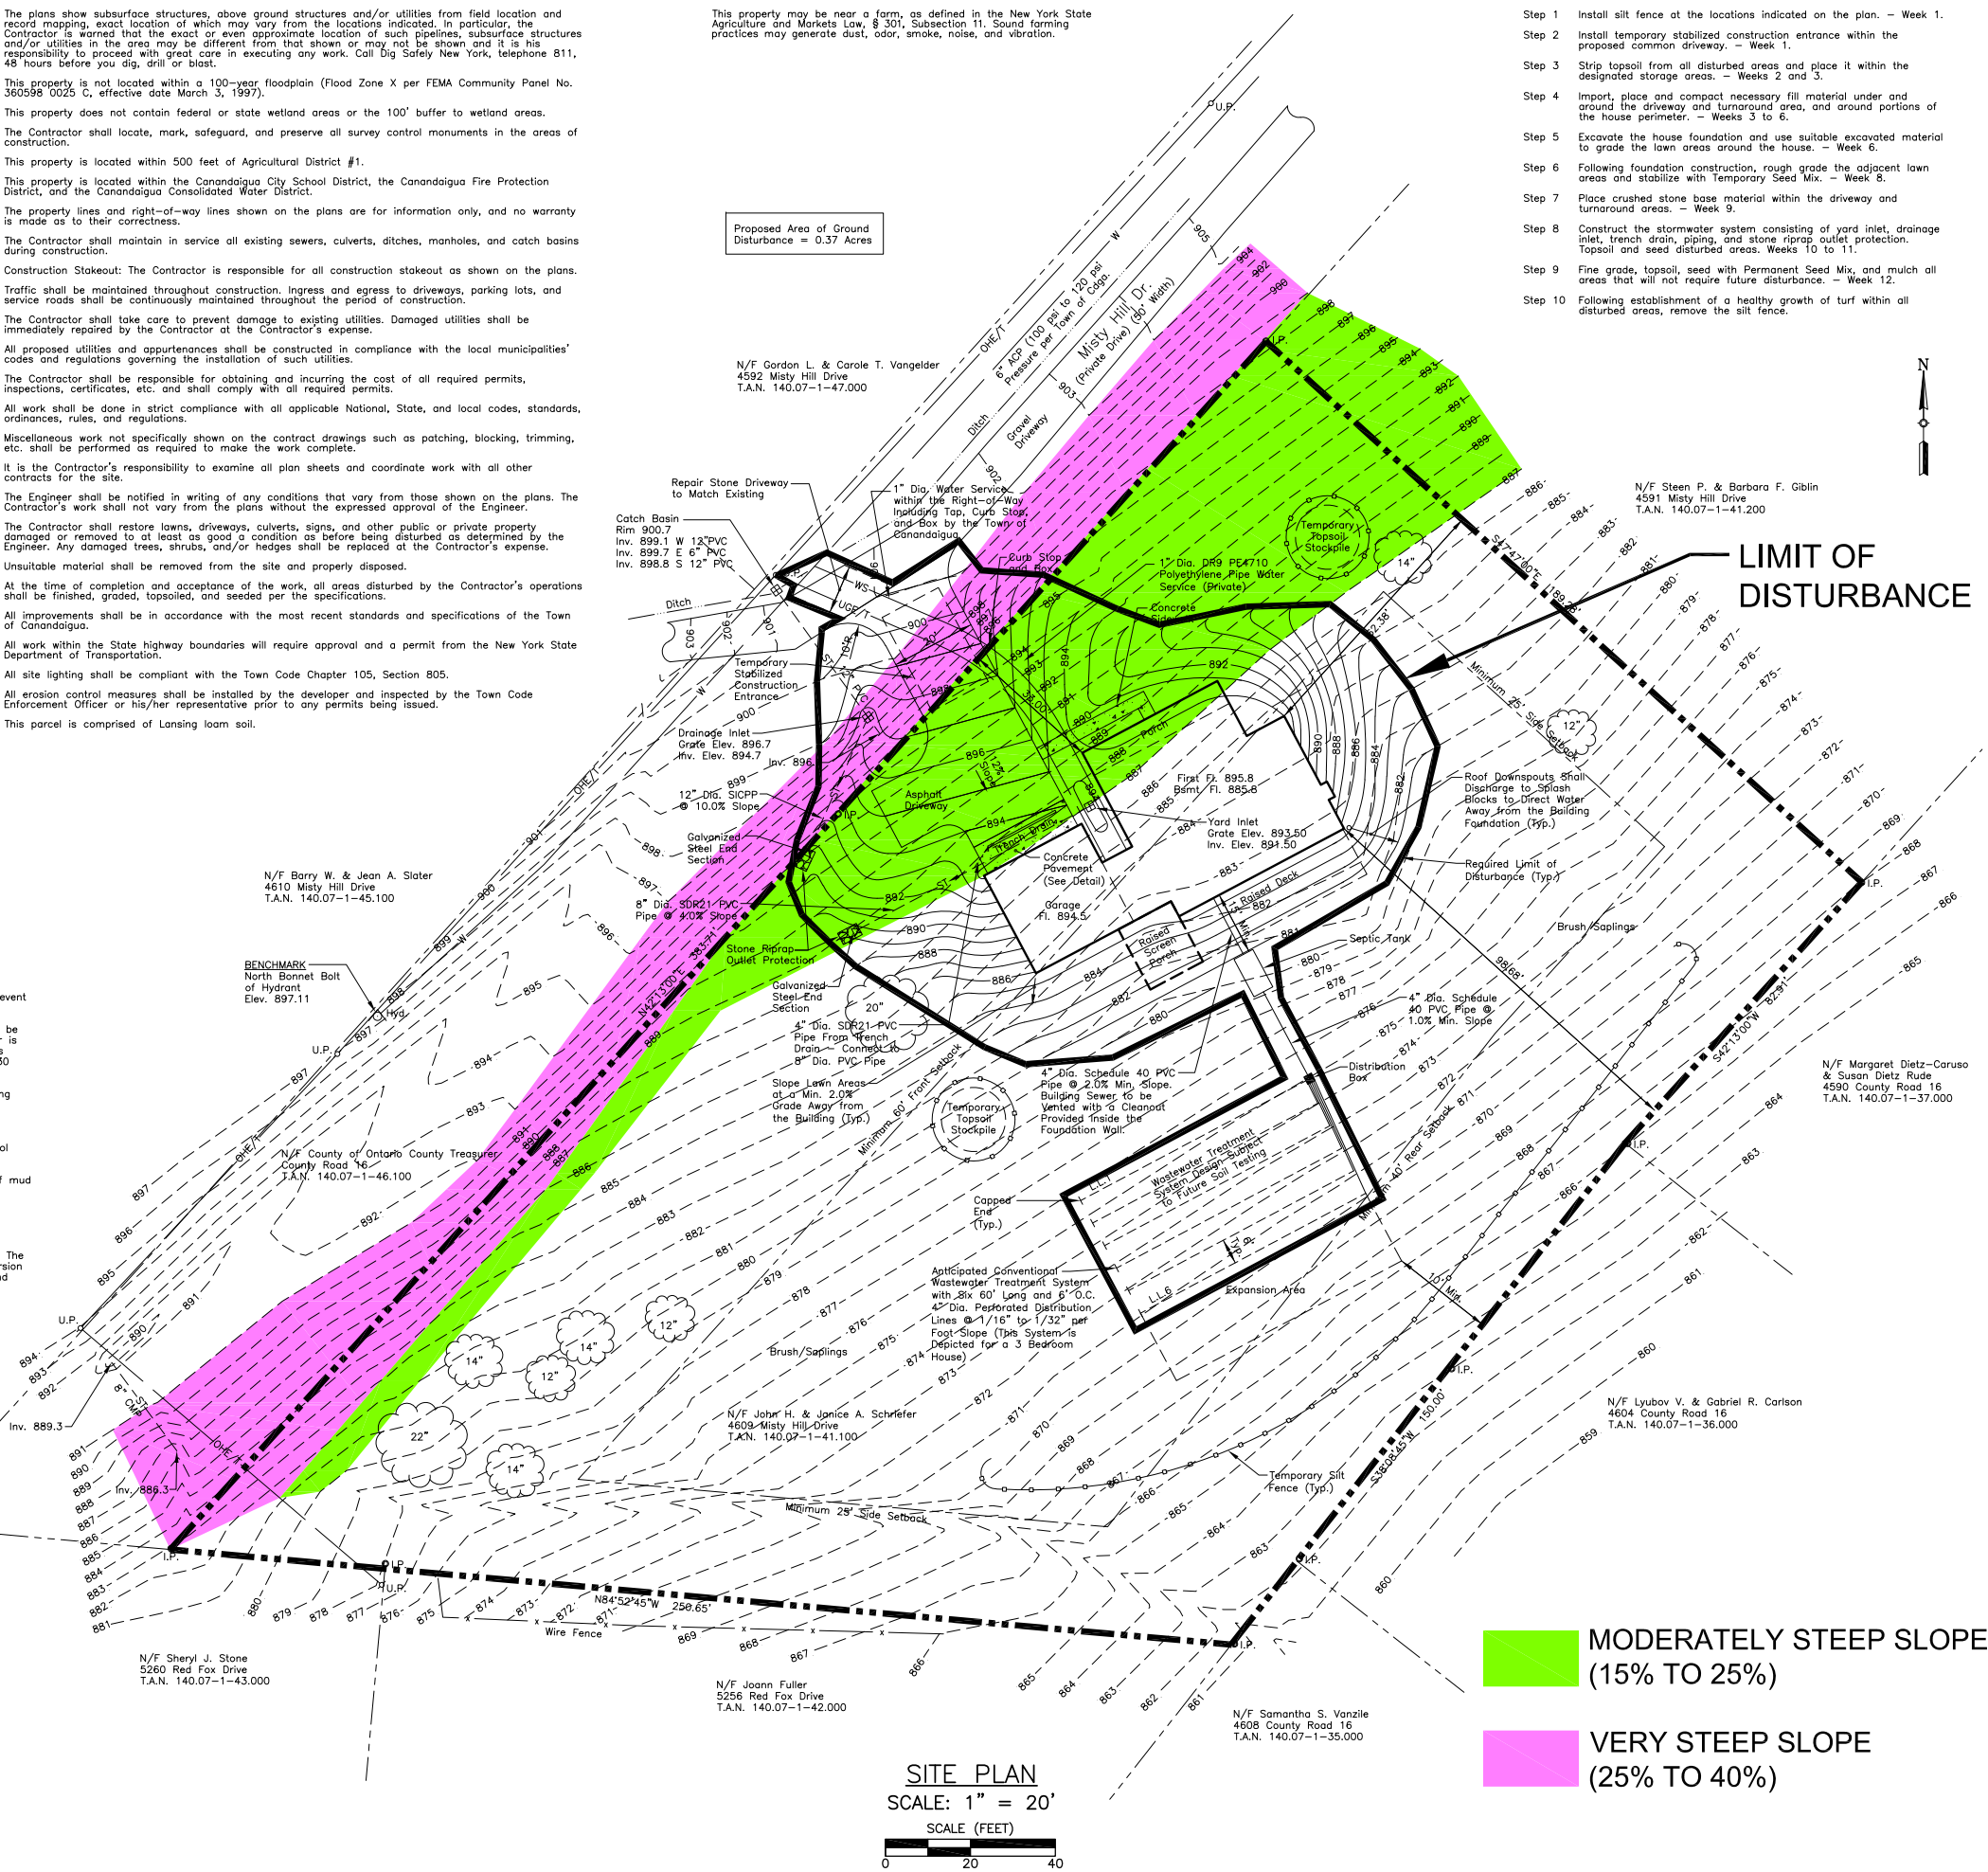 The plans show subsurface structures, above ground structures and/or utilities from field location and
record mapping, exact location of which may vary from the locations indicated. In particular, the
Contractor is warned that the exact or even approximate location of such pipelines, subsurface structures
and/or utilities in the area may be different from that shown or may not be shown and it is his
responsibility to proceed with great care in executing any work. Call Dig Safely New York, telephone 811,
48 hours before you dig, drill or blast.
This property is not located within a 100-year floodplain (Flood Zone X per FEMA Community Panel No.
360598 0025 C, effective date March 3, 1997).
This property does not contain federal or state wetland areas or the 100' buffer to wetland areas.
The Contractor shall locate, mark, safeguard, and preserve all survey control monuments in the areas of
construction.
This property is located within 500 feet of Agricultural District #1.
This property is located within the Canandaigua City School District, the Canandaigua Fire Protection
District, and the Canandaigua Consolidated Water District.
The property lines and right-of-way lines shown on the plans are for information only, and no warranty
is made as to their correctness.
The Contractor shall maintain in service all existing sewers, culverts, ditches, manholes, and catch basins
during construction.
Construction Stakeout: The Contractor is responsible for all construction stakeout as shown on the plans.
Traffic shall be maintained throughout construction. Ingress and egress to driveways, parking lots, and
service roads shall be continuously maintained throughout the period of construction.
The Contractor shall take care to prevent damage to existing utilities. Damaged utilities shall be
immediately repaired by the Contractor at the Contractor's expense.
All proposed utilities and appurtenances shall be constructed in compliance with the local municipalities'
codes and regulations governing the installation of such utilities.
The Contractor shall be responsible for obtaining and incurring the cost of all required permits,
inspections, certificates, etc. and shall comply with all required permits.
All work shall be done in strict compliance with all applicable National, State, and local codes, standards,
ordinances, rules, and regulations.
Miscellaneous work not specifically shown on the contract drawings such as patching, blocking, trimming,
etc. shall be performed as required to make the work complete.
It is the Contractor's responsibility to examine all plan sheets and coordinate work with all other
contracts for the site.
The Engineer shall be notified in writing of any conditions that vary from those shown on the plans. The
Contractor's work shall not vary from the plans without the expressed approval of the Engineer.
The Contractor shall restore lawns, driveways, culverts, signs, and other public or private property
damaged or removed to at least as good a condition as before being disturbed as determined by the
Engineer. Any damaged trees, shrubs, and/or hedges shall be replaced at the Contractor's expense.
Unsuitable material shall be removed from the site and properly disposed.
At the time of completion and acceptance of the work, all areas disturbed by the Contractor's operations
shall be finished, graded, topsoiled, and seeded per the specifications.
All improvements shall be in accordance with the most recent standards and specifications of the Town
of Canandaigua.
All work within the State highway boundaries will require approval and a permit from the New York State
Department of Transportation.
All site lighting shall be compliant with the Town Code Chapter 105, Section 805.
All erosion control measures shall be installed by the developer and inspected by the Town Code
Enforcement Officer or his/her representative prior to any permits being issued.
This parcel is comprised of Lansing loam soil.
This property may be near a farm, as defined in the New York State
Agriculture and Markets Law, § 301, Subsection 11. Sound farming
practices may generate dust, odor, smoke, noise, and vibration.
Proposed Area of Ground
Disturbance = 0.37 Acres
Step 1 Install silt fence at the locations indicated on the plan. - Week 1.
Step 2 Install temporary stabilized construction entrance within the
proposed common driveway. - Week 1.
Step 3 Strip topsoil from all disturbed areas and place it within the
designated storage areas. - Weeks 2 and 3.
Step 4 Import, place and compact necessary fill material under and
around the driveway and turnaround area, and around portions of
the house perimeter. - Weeks 3 to 6.
Step 5 Excavate the house foundation and use suitable excavated material
to grade the lawn areas around the house. - Week 6.
Step 6 Following foundation construction, rough grade the adjacent lawn
areas and stabilize with Temporary Seed Mix. - Week 8.
Step 7 Place crushed stone base material within the driveway and
turnaround areas. - Week 9.
Step 8 Construct the stormwater system consisting of yard inlet, drainage
inlet, trench drain, piping, and stone riprap outlet protection.
Topsoil and seed disturbed areas. Weeks 10 to 11.
Step 9 Fine grade, topsoil, seed with Permanent Seed Mix, and mulch all
areas that will not require future disturbance. - Week 12.
Step 10 Following establishment of a healthy growth of turf within all
disturbed areas, remove the silt fence.
N
U.P.
OHE/T
W
6" ACP (100 psi to 120 psi
Pressure per Town of Cdga.
Misty Hill Dr.
(Private Drive) (50' Width)
Ditch
Gravel
Driveway
N/F Gordon L. & Carole T. Vangelder
4592 Misty Hill Drive
T.A.N. 140.07-1-47.000
N/F Steen P. & Barbara F. Giblin
4591 Misty Hill Drive
T.A.N. 140.07-1-41.200
LIMIT OF
DISTURBANCE
Repair Stone Driveway
to Match Existing
Catch Basin
Rim 900.7
Inv. 899.1 W 12"PVC
Inv. 899.7 E 6" PVC
Inv. 898.8 S 12" PVC
1" Dia. Water Service
within the Right-of-Way
Including Tap, Curb Stop,
and Box by the Town of
Canandaigua
Curb Stop
and Box
1" Dia. DR9 PE4710
Polyethylene Pipe Water
Service (Private)
Temporary
Topsoil
Stockpile
14"
S47°47'00"E 189.28'
Minimum 25' Side Setback
12"
Ditch
Temporary
Stabilized
Construction
Entrance
Drainage Inlet
Grate Elev. 896.7
Inv. Elev. 894.7
Inv. 896
12" Dia. SICPP
@ 10.0% Slope
Galvanized
Steel End
Section
8" Dia. SDR21 PVC
Pipe @ 4.0% Slope
Stone Riprap
Outlet Protection
Asphalt
Driveway
12%
Slope
Trench Drain
Porch
First Fl. 895.8
Bsmt Fl. 885.8
Yard Inlet
Grate Elev. 893.50
Inv. Elev. 891.50
Concrete
Pavement
(See Detail)
Garage
Fl. 894.5
Raised Deck
Raised
Screen
Porch
Roof Downspouts Shall
Discharge to Splash
Blocks to Direct Water
Away from the Building
Foundation (Typ.)
Required Limit of
Disturbance (Typ.)
Septic Tank
Brush/Saplings
98.68'
N/F Barry W. & Jean A. Slater
4610 Misty Hill Drive
T.A.N. 140.07-1-45.100
BENCHMARK
North Bonnet Bolt
of Hydrant
Elev. 897.11
Hyd.
U.P.
N42°13'00"E 383.71'
Galvanized
Steel End
Section
20"
4" Dia. SDR21 PVC
Pipe From Trench
Drain - Connect to
8" Dia. PVC Pipe
Slope Lawn Areas
at a Min. 2.0%
Grade Away from
the Building (Typ.)
Minimum 60' Front Setback
Temporary
Topsoil
Stockpile
4" Dia. Schedule 40 PVC
Pipe @ 2.0% Min. Slope.
Building Sewer to be
Vented with a Cleanout
Provided Inside the
Foundation Wall.
4" Dia. Schedule
40 PVC Pipe @
1.0% Min. Slope
Distribution
Box
Wastewater Treatment
System Design Subject
to Future Soil Testing
Minimum 40' Rear Setback
S42°13'00"W 82.91'
N/F Margaret Dietz-Caruso
& Susan Dietz Rude
4590 County Road 16
T.A.N. 140.07-1-37.000
N/F County of Ontario County Treasurer
County Road 16
T.A.N. 140.07-1-46.100
Capped
End
(Typ.)
LL1
LL6
6'
Typ.
Expansion Area
10' Min.
Anticipated Conventional
Wastewater Treatment System
with Six 60' Long and 6' O.C.
4" Dia. Perforated Distribution
Lines @ 1/16" to 1/32" per
Foot Slope (This System is
Depicted for a 3 Bedroom
House)
Brush/Saplings
12"
14"
14"
12"
22"
14"
N/F John H. & Janice A. Schriefer
4609 Misty Hill Drive
T.A.N. 140.07-1-41.100
Temporary Silt
Fence (Typ.)
S38°08'45"W 150.00'
N/F Lyubov V. & Gabriel R. Carlson
4604 County Road 16
T.A.N. 140.07-1-36.000
U.P.
8" CMP
Inv. 889.3
Inv. 886.3
Minimum 25' Side Setback
I.P.
U.P.
N84°52'45"W 250.65'
Wire Fence
N/F Sheryl J. Stone
5260 Red Fox Drive
T.A.N. 140.07-1-43.000
N/F Joann Fuller
5256 Red Fox Drive
T.A.N. 140.07-1-42.000
N/F Samantha S. Vanzile
4608 County Road 16
T.A.N. 140.07-1-35.000
MODERATELY STEEP SLOPE
(15% TO 25%)
VERY STEEP SLOPE
(25% TO 40%)
SITE PLAN
SCALE: 1" = 20'
SCALE (FEET)
0 20 40